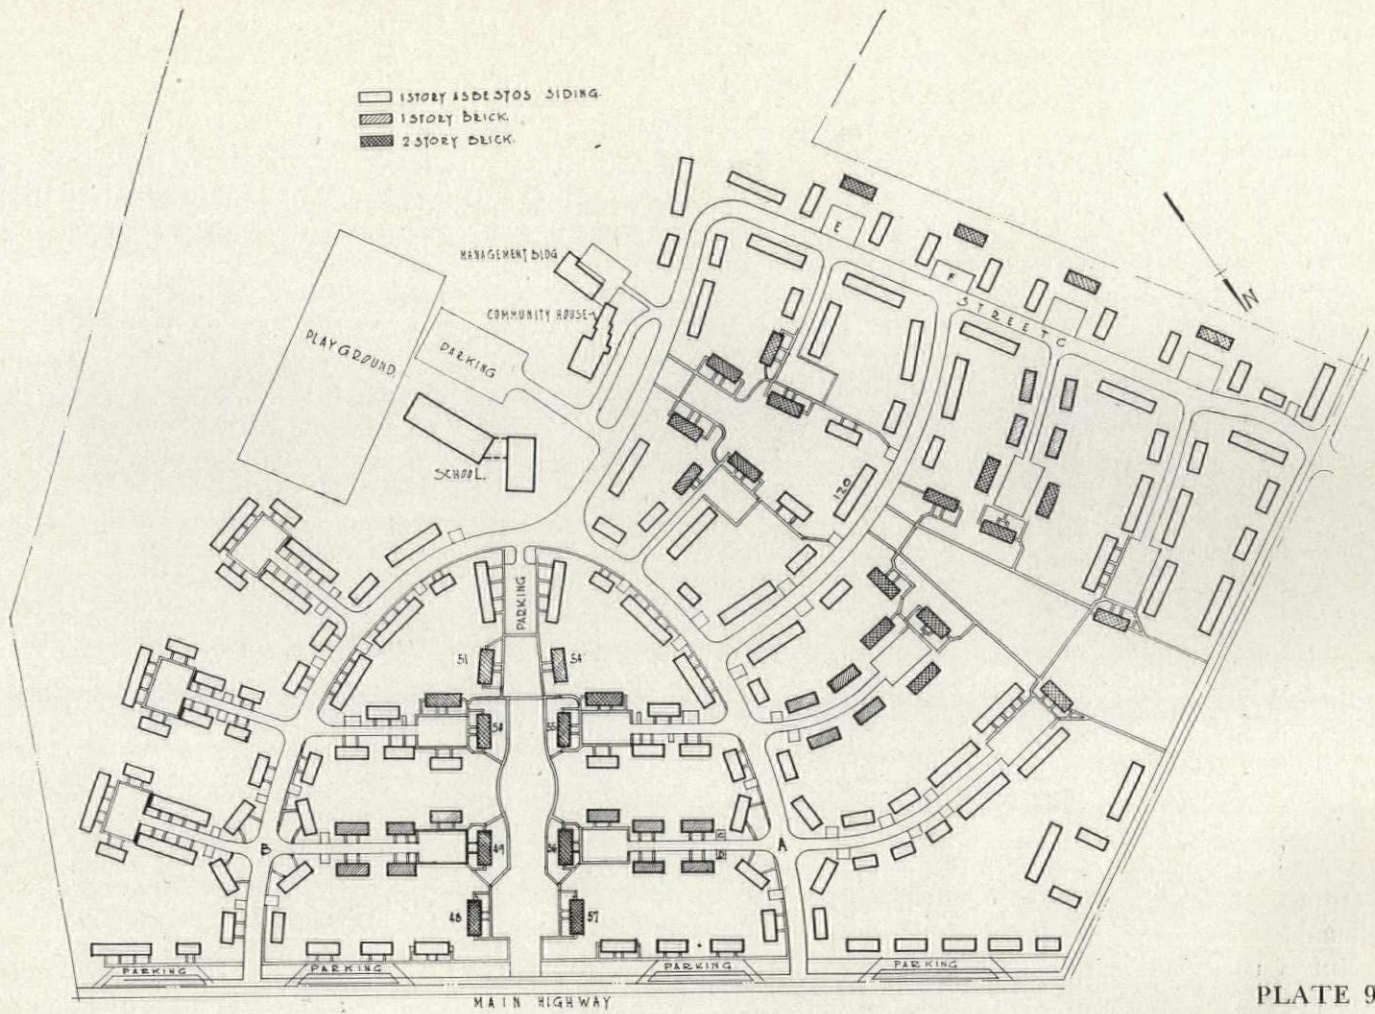 1 STORY ASBESTOS SIDING.
1 STORY BRICK.
2 STORY BRICK.
MANAGEMENT BLDG
COMMUNITY HOUSE
PLAYGROUND.
PARKING
SCHOOL.
E
F
STREET C
N
120
PARKING
51
54
55
49
56
A
B
48
57
PARKING
PARKING
PARKING
PARKING
MAIN HIGHWAY
PLATE 9